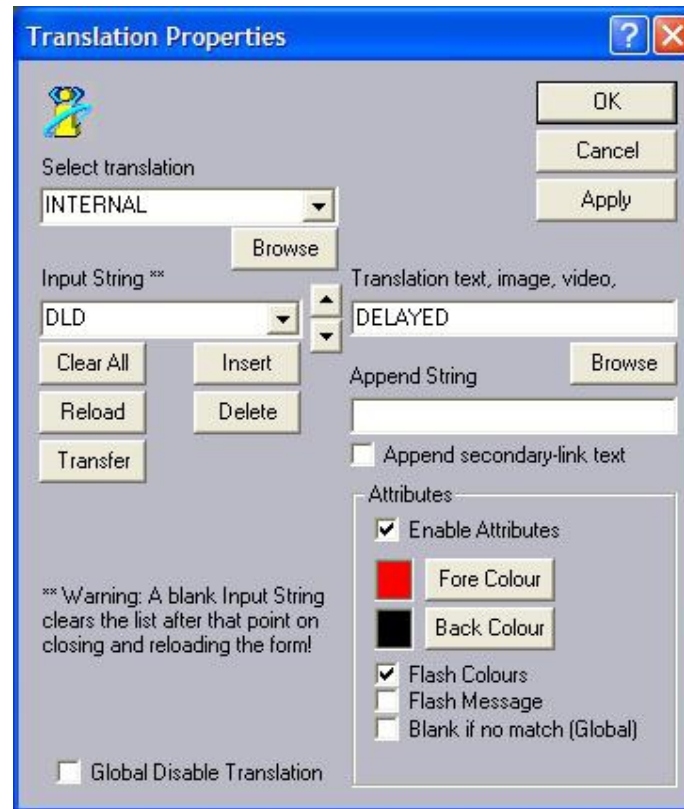 Translation Properties
?
OK
Cancel
Apply
Select translation
INTERNAL
Browse
Input String **
Translation text, image, video,
DLD
DELAYED
Clear All
Insert
Browse
Reload
Delete
Append String
Transfer
Append secondary-link text
Attributes
Enable Attributes
Fore Colour
Back Colour
** Warning: A blank Input String
clears the list after that point on
closing and reloading the form!
Flash Colours
Flash Message
Blank if no match (Global)
Global Disable Translation